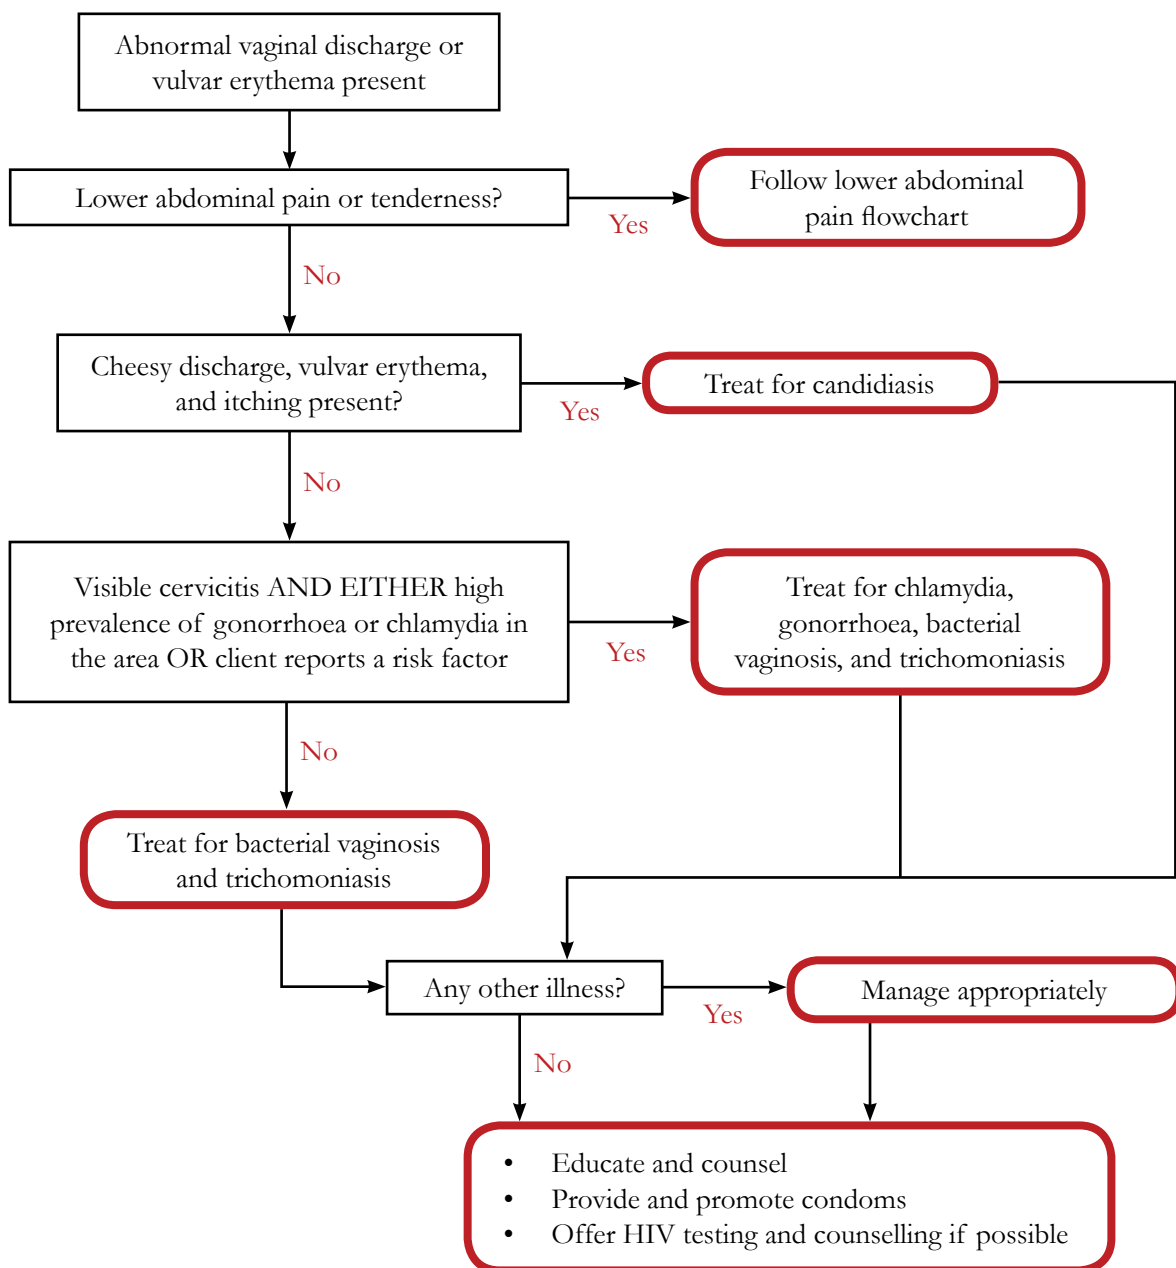 Abnormal vaginal discharge or
vulvar erythema present
Lower abdominal pain or tenderness?
Yes
Follow lower abdominal
pain flowchart
No
Cheesy discharge, vulvar erythema,
and itching present?
Yes
Treat for candidiasis
No
Visible cervicitis AND EITHER high
prevalence of gonorrhoea or chlamydia in
the area OR client reports a risk factor
Yes
Treat for chlamydia,
gonorrhoea, bacterial
vaginosis, and trichomoniasis
No
Treat for bacterial vaginosis
and trichomoniasis
Any other illness?
Yes
Manage appropriately
No
• Educate and counsel
• Provide and promote condoms
• Offer HIV testing and counselling if possible